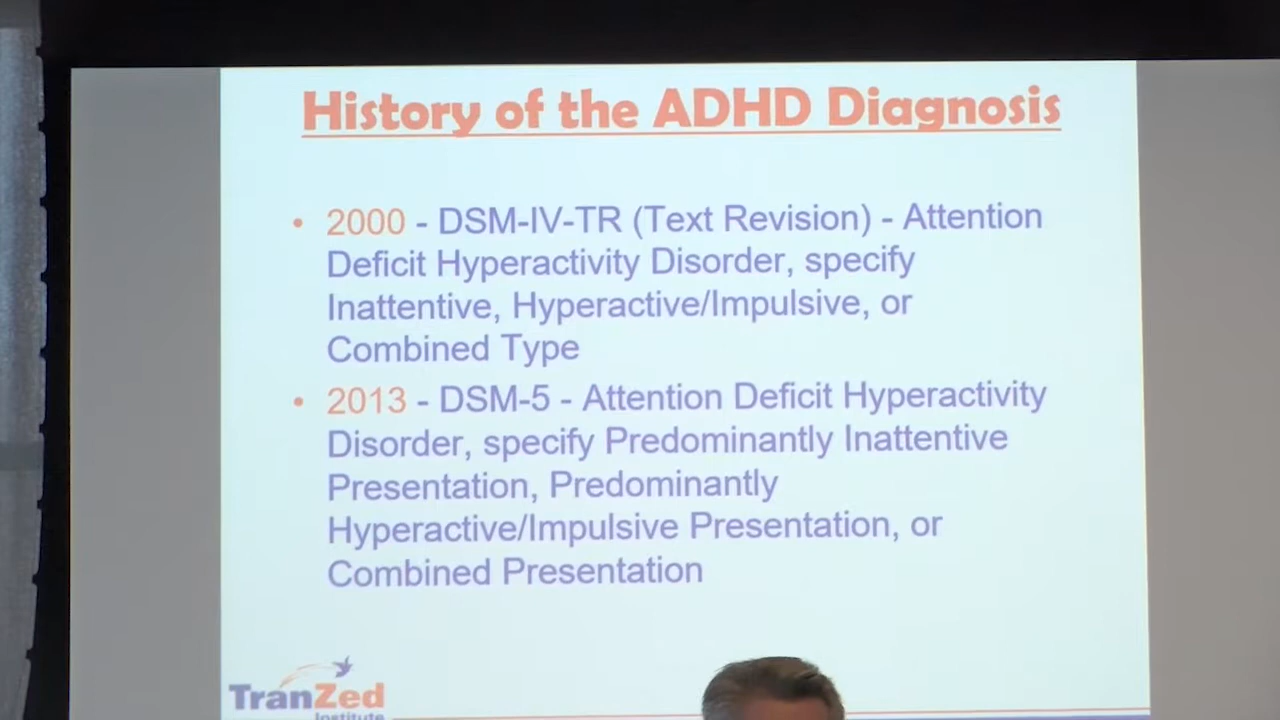 History of the ADHD Diagnosis
• 2000 - DSM-IV-TR (Text Revision) - Attention
Deficit Hyperactivity Disorder, specify
Inattentive, Hyperactive/Impulsive, or
Combined Type
• 2013 - DSM-5 - Attention Deficit Hyperactivity
Disorder, specify Predominantly Inattentive
Presentation, Predominantly
Hyperactive/Impulsive Presentation, or
Combined Presentation
TranZed
Institute